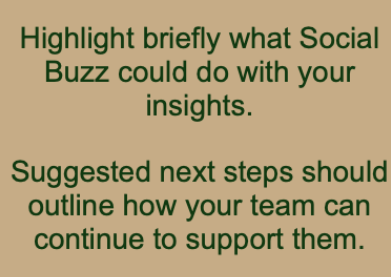 Highlight briefly what Social
Buzz could do with your
insights.
Suggested next steps should
outline how your team can
continue to support them.